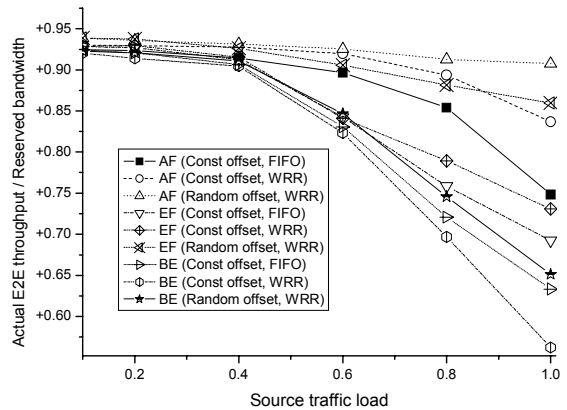 Actual E2E throughput / Reserved bandwidth
+0.95
+0.90
+0.85
+0.80
+0.75
+0.70
+0.65
+0.60
AF (Const offset, FIFO)
AF (Const offset, WRR)
AF (Random offset, WRR)
EF (Const offset, FIFO)
EF (Const offset, WRR)
EF (Random offset, WRR)
BE (Const offset, FIFO)
BE (Const offset, WRR)
BE (Random offset, WRR)
0.2 0.4 0.6 0.8 1.0
Source traffic load